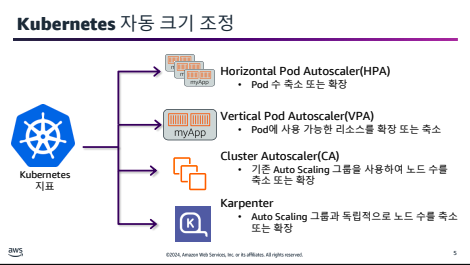 Kubernetes 자동 크기 조정
myApp
Horizontal Pod Autoscaler(HPA)
• Pod 수 축소 또는 확장
myApp
Vertical Pod Autoscaler(VPA)
• Pod에 사용 가능한 리소스를 확장 또는 축소
Kubernetes
지표
Cluster Autoscaler(CA)
• 기존 Auto Scaling 그룹을 사용하여 노드 수를
축소 또는 확장
K
Karpenter
• Auto Scaling 그룹과 독립적으로 노드 수를 축소
또는 확장
aws
©2024, Amazon Web Services, Inc. or its affiliates. All rights reserved.
5